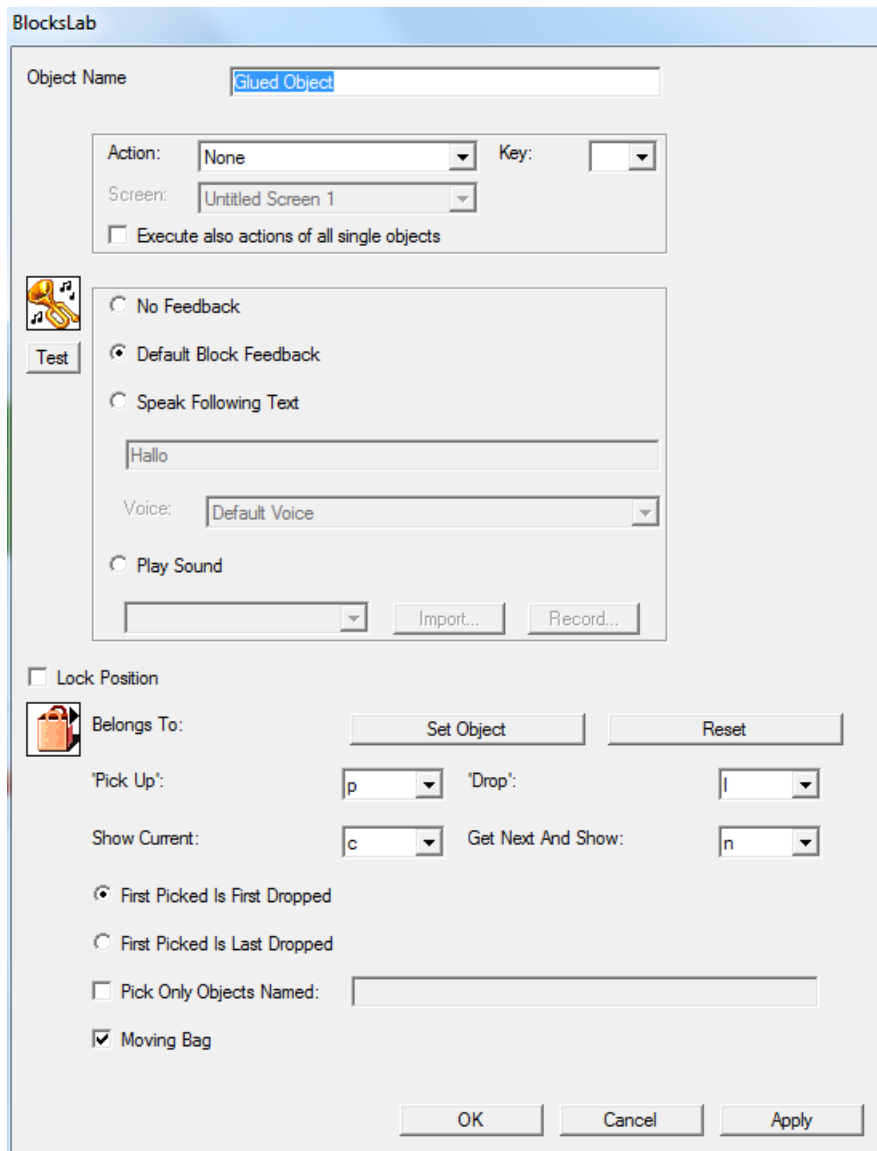 BlocksLab
Object Name Glued Object
Action: None Key:
Screen: Untitled Screen 1
Execute also actions of all single objects
No Feedback
Test Default Block Feedback
Speak Following Text
Hallo
Voice: Default Voice
Play Sound
Import... Record...
Lock Position
Belongs To: Set Object Reset
'Pick Up': p 'Drop': l
Show Current: c Get Next And Show: n
First Picked Is First Dropped
First Picked Is Last Dropped
Pick Only Objects Named:
Moving Bag
OK Cancel Apply